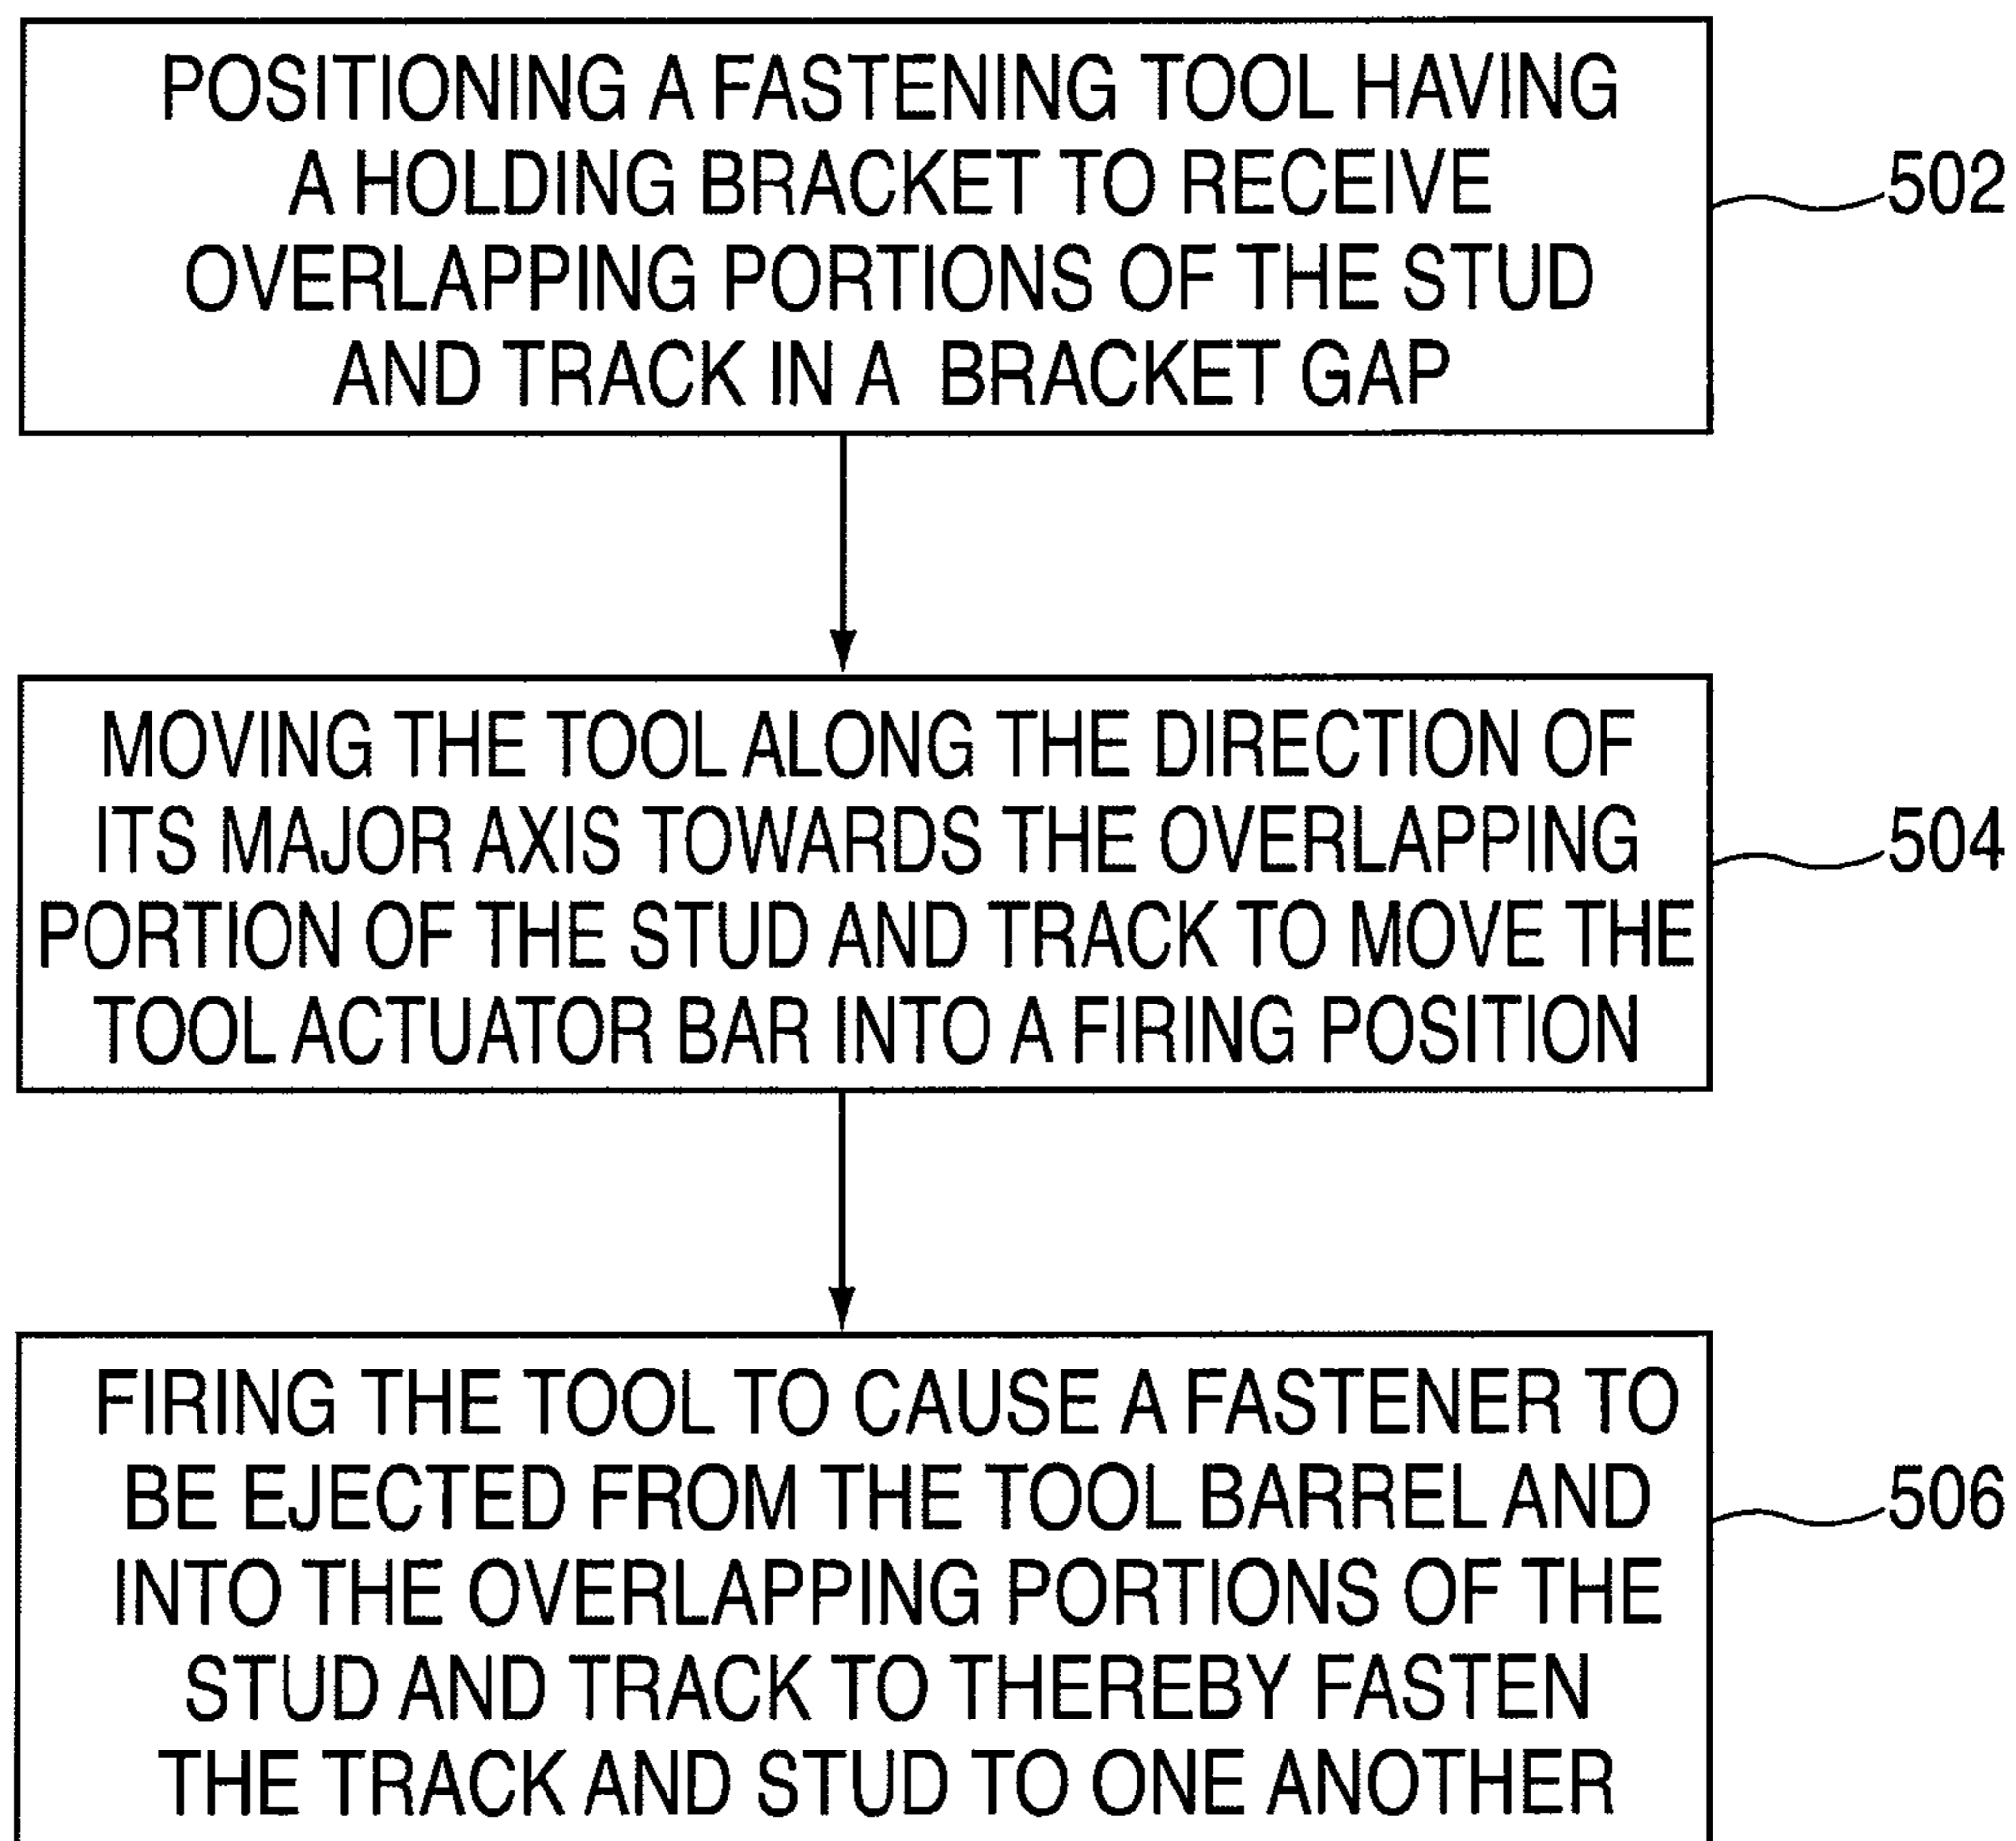 POSITIONING A FASTENING TOOL HAVING
A HOLDING BRACKET TO RECEIVE
OVERLAPPING PORTIONS OF THE STUD
AND TRACK IN A BRACKET GAP
502
MOVING THE TOOL ALONG THE DIRECTION OF
ITS MAJOR AXIS TOWARDS THE OVERLAPPING
PORTION OF THE STUD AND TRACK TO MOVE THE
TOOL ACTUATOR BAR INTO A FIRING POSITION
504
FIRING THE TOOL TO CAUSE A FASTENER TO
BE EJECTED FROM THE TOOL BARREL AND
INTO THE OVERLAPPING PORTIONS OF THE
STUD AND TRACK TO THEREBY FASTEN
THE TRACK AND STUD TO ONE ANOTHER
506